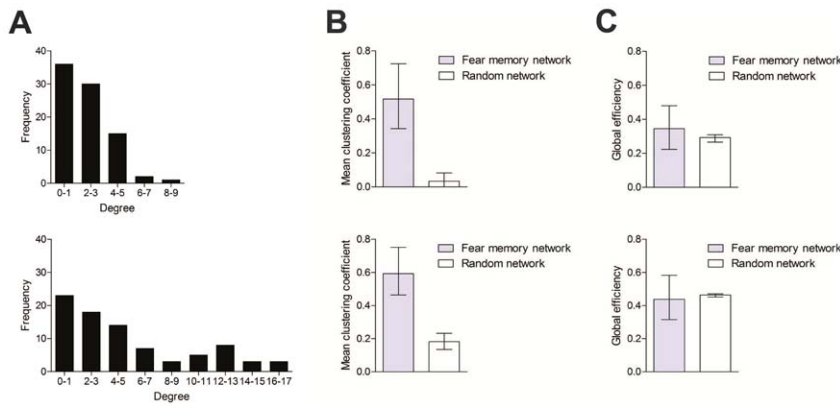 A
40
30
20
10
0
Frequency
0-1 2-3 4-5 6-7 8-9
Degree
40
30
20
10
0
Frequency
0-1 2-3 4-5 6-7 8-9 10-11 12-13 14-15 16-17
Degree
B
0.8
0.6
0.4
0.2
0.0
Mean clustering coefficient
Fear memory network
Random network
0.8
0.6
0.4
0.2
0.0
Mean clustering coefficient
Fear memory network
Random network
C
0.8
0.6
0.4
0.2
0.0
Global efficiency
Fear memory network
Random network
0.8
0.6
0.4
0.2
0.0
Global efficiency
Fear memory network
Random network